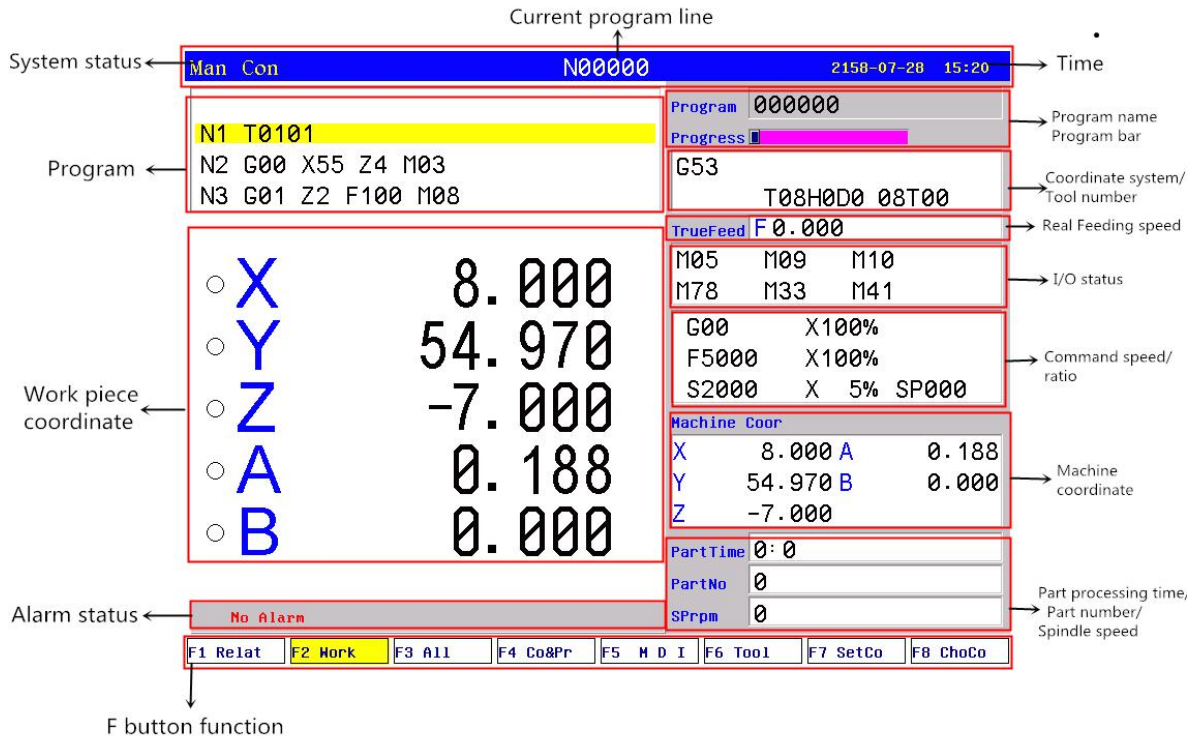 Current program line
System status
Man Con N00000 2158-07-28 15:20
Time
Program 000000
Progress
Program name
Program bar
N1 T0101
N2 G00 X55 Z4 M03
N3 G01 Z2 F100 M08
Program
G53
T08H0D0 08T00
Coordinate system/
Tool number
TrueFeed F 0.000
Real Feeding speed
M05 M09 M10
M78 M33 M41
I/O status
G00 X100%
F5000 X100%
S2000 X 5% SP000
Command speed/
ratio
X 8.000
Y 54.970
Z -7.000
A 0.188
B 0.000
Work piece
coordinate
Machine Coor
X 8.000 A 0.188
Y 54.970 B 0.000
Z -7.000
Machine
coordinate
PartTime 0: 0
PartNo 0
SPrpm 0
Part processing time,
Part number/
Spindle speed
Alarm status
No Alarm
F1 Relat F2 Work F3 All F4 Co&Pr F5 M D I F6 Tool F7 SetCo F8 ChoCo
F button function